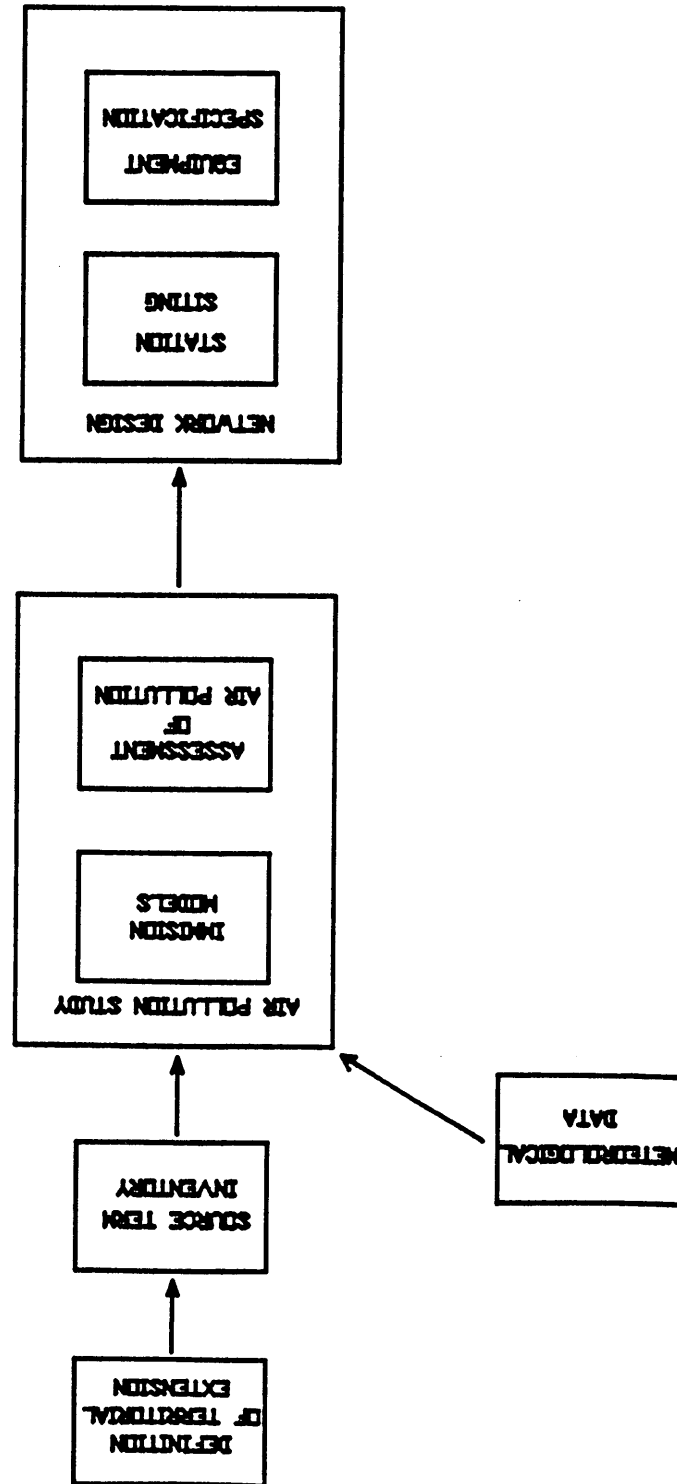 DEFINITION
OF TERRITORIAL
EXTENSION
SOURCE TERM
INVENTORY
METEOROLOGICAL
DATA
AIR POLLUTION STUDY
IMMISION
MODELS
ASSESSMENT
OF
AIR POLLUTION
NETWORK DESIGN
STATION
SITING
EQUIPMENT
SPECIFICATION